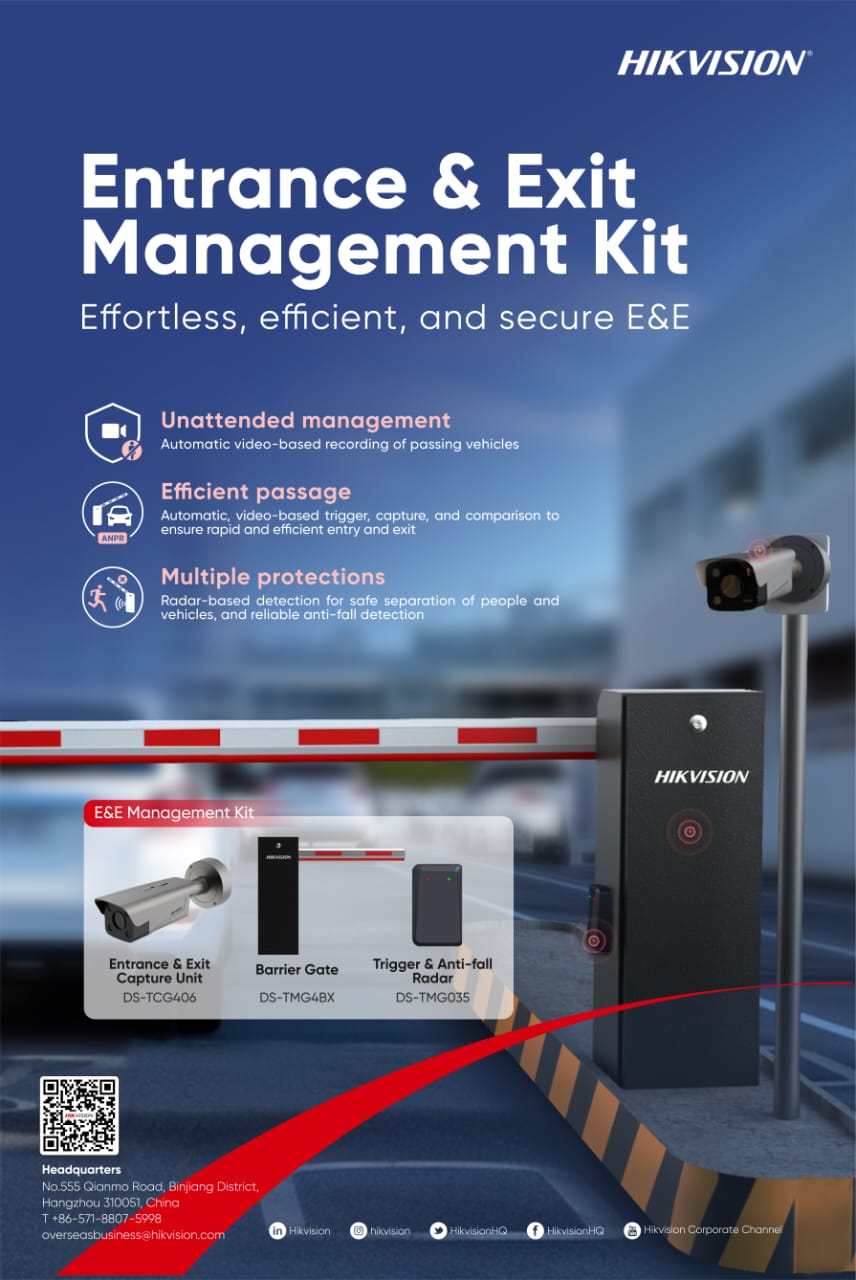 HIKVISION®
Entrance & Exit
Management Kit
Effortless, efficient, and secure E&E
Unattended management
Automatic video-based recording of passing vehicles
Efficient passage
Automatic, video-based trigger, capture, and comparison to
ensure rapid and efficient entry and exit
ANPR
Multiple protections
Radar-based detection for safe separation of people and
vehicles, and reliable anti-fall detection
HIKVISION
E&E Management Kit
HIKVISION
Entrance & Exit
Capture Unit
DS-TCG406
Barrier Gate
DS-TMG4BX
Trigger & Anti-fall
Radar
DS-TMG035
HIKVISION
Headquarters
No.555 Qianmo Road, Binjiang District,
Hangzhou 310051, China
T +86-571-8807-5998
overseasbusiness@hikvision.com
in Hikvision
hikvision
HikvisionHQ
f HikvisionHQ
You Tube Hikvision Corporate Channel